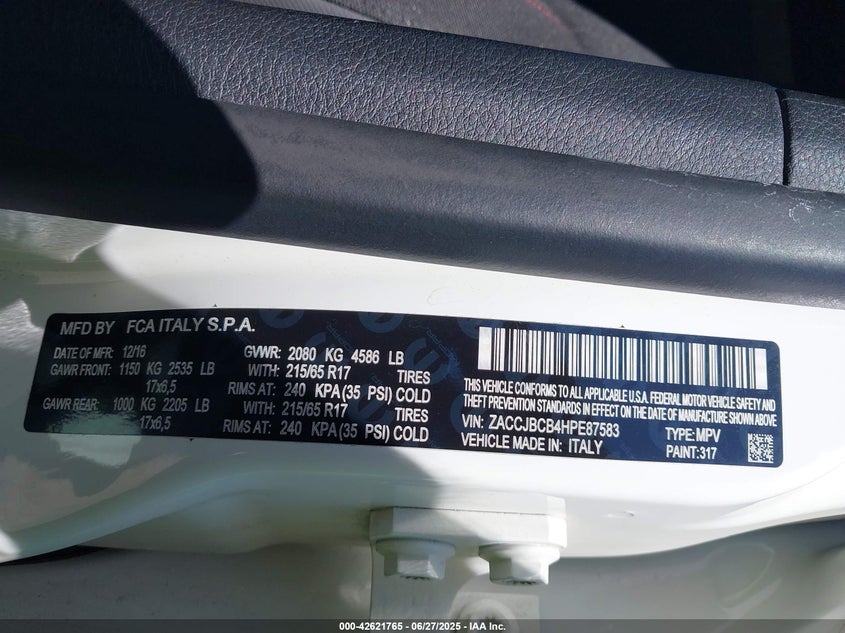 MFD BY FCA ITALY S.P.A.
DATE OF MFR: 12/16 GVWR: 2080 KG 4586 LB
GAWR FRONT: 1150 KG 2535 LB WITH: 215/65 R17 TIRES
17x6,5 RIMS AT: 240 KPA (35 PSI) COLD
GAWR REAR: 1000 KG 2205 LB WITH: 215/65 R17 TIRES
17x6,5 RIMS AT: 240 KPA (35 PSI) COLD
THIS VEHICLE CONFORMS TO ALL APPLICABLE U.S.A. FEDERAL MOTOR VEHICLE SAFETY AND
THEFT PREVENTION STANDARDS IN EFFECT ON THE DATE OF MANUFACTURE SHOWN ABOVE
VIN: ZACCJBCB4HPE87583 TYPE: MPV
VEHICLE MADE IN: ITALY PAINT:317
000-42621765 - 06/27/2025 - IAA Inc.